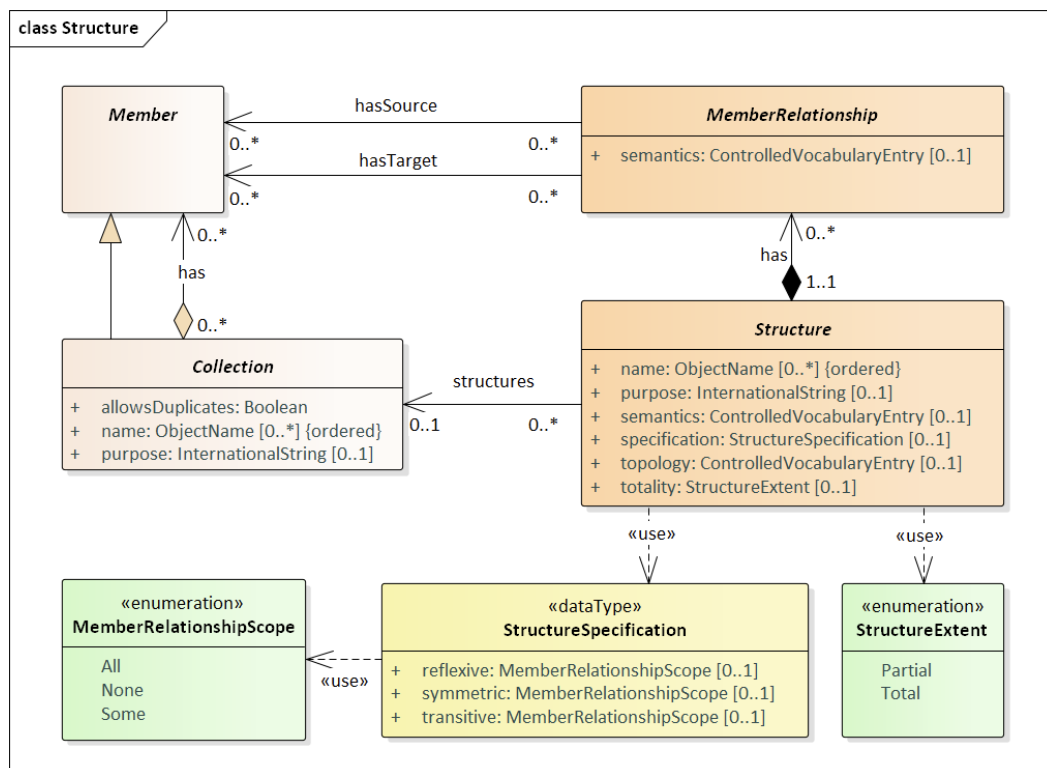 class Structure
Member
hasSource
0..*
0..*
hasTarget
0..*
0..*
MemberRelationship
+ semantics: ControlledVocabularyEntry [0..1]
0..*
has
0..*
0..*
has
1..1
Collection
+ allowsDuplicates: Boolean
+ name: ObjectName [0..*] {ordered}
+ purpose: InternationalString [0..1]
structures
0..1
0..*
Structure
+ name: ObjectName [0..*] {ordered}
+ purpose: InternationalString [0..1]
+ semantics: ControlledVocabularyEntry [0..1]
+ specification: StructureSpecification [0..1]
+ topology: ControlledVocabularyEntry [0..1]
+ totality: StructureExtent [0..1]
«use»
«use»
«enumeration»
MemberRelationshipScope
All
None
Some
«use»
«dataType»
StructureSpecification
+ reflexive: MemberRelationshipScope [0..1]
+ symmetric: MemberRelationshipScope [0..1]
+ transitive: MemberRelationshipScope [0..1]
«enumeration»
StructureExtent
Partial
Total